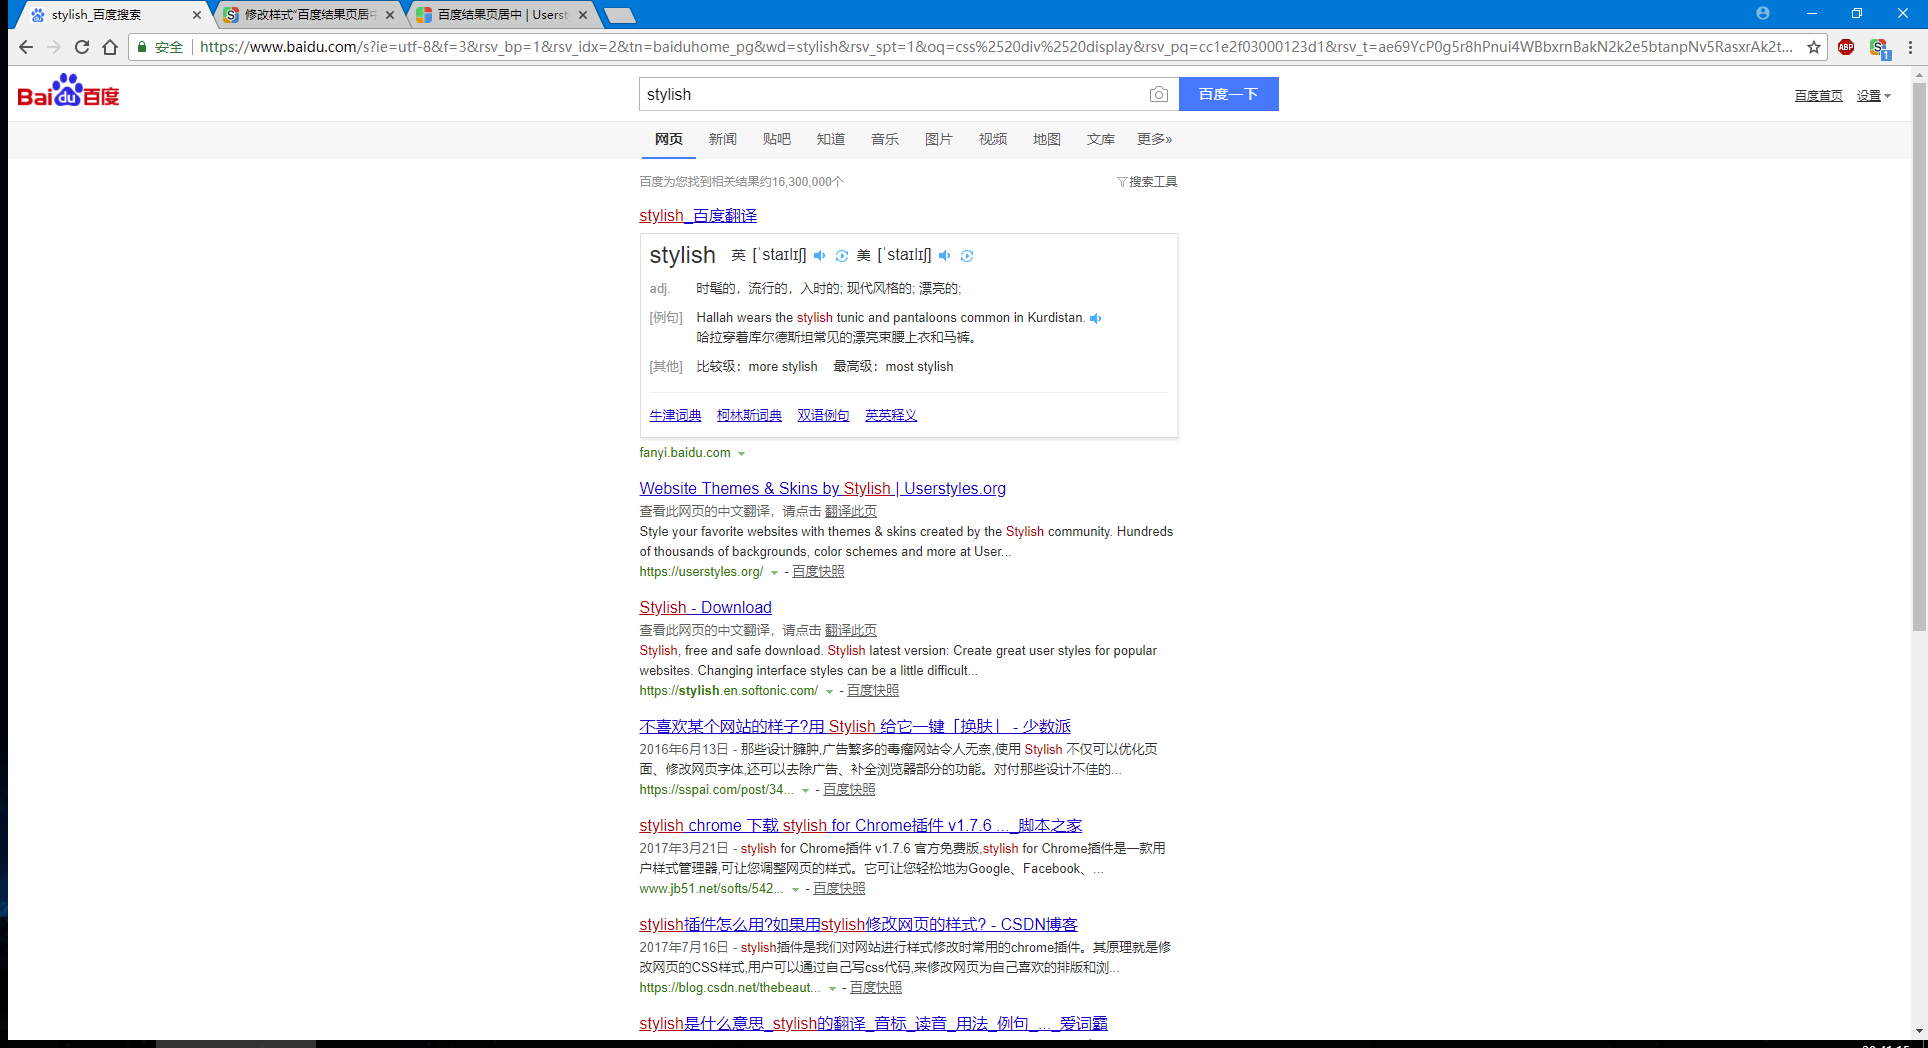 stylish_百度搜索
修改样式"百度结果页居中
百度结果页居中 | Userst
安全
https://www.baidu.com/s?ie=utf-8&f=3&rsv_bp=1&rsv_idx=2&tn=baiduhome_pg&wd=stylish&rsv_spt=1&oq=css%2520div%2520display&rsv_pq=cc1e2f03000123d1&rsv_t=ae69YcP0g5r8hPnui4WBbxrnBakN2k2e5btanpNv5RasxrAk2t...
ABP
S 1
Bai du 百度
stylish
百度一下
百度首页 设置
网页 新闻 贴吧 知道 音乐 图片 视频 地图 文库 更多»
百度为您找到相关结果约16,300,000个
搜索工具
stylish_百度翻译
stylish 英 [ˈstaɪlɪʃ] 美 [ˈstaɪlɪʃ]
adj. 时髦的，流行的，入时的; 现代风格的; 漂亮的;
[例句] Hallah wears the stylish tunic and pantaloons common in Kurdistan.
哈拉穿着库尔德斯坦常见的漂亮束腰上衣和马裤。
[其他] 比较级：more stylish 最高级：most stylish
牛津词典 柯林斯词典 双语例句 英英释义
fanyi.baidu.com
Website Themes & Skins by Stylish | Userstyles.org
查看此网页的中文翻译，请点击 翻译此页
Style your favorite websites with themes & skins created by the Stylish community. Hundreds
of thousands of backgrounds, color schemes and more at User...
https://userstyles.org/ - 百度快照
Stylish - Download
查看此网页的中文翻译，请点击 翻译此页
Stylish, free and safe download. Stylish latest version: Create great user styles for popular
websites. Changing interface styles can be a little difficult...
https://stylish.en.softonic.com/ - 百度快照
不喜欢某个网站的样子?用 Stylish 给它一键「换肤」 - 少数派
2016年6月13日 - 那些设计臃肿,广告繁多的毒瘤网站令人无奈,使用 Stylish 不仅可以优化页
面、修改网页字体,还可以去除广告、补全浏览器部分的功能。对付那些设计不佳的...
https://sspai.com/post/34... - 百度快照
stylish chrome 下载 stylish for Chrome插件 v1.7.6 ..._脚本之家
2017年3月21日 - stylish for Chrome插件 v1.7.6 官方免费版,stylish for Chrome插件是一款用
户样式管理器,可让您调整网页的样式。它可让您轻松地为Google、Facebook、...
www.jb51.net/softs/542... - 百度快照
stylish插件怎么用?如果用stylish修改网页的样式? - CSDN博客
2017年7月16日 - stylish插件是我们对网站进行样式修改时常用的chrome插件。其原理就是修
改网页的CSS样式,用户可以通过自己写css代码,来修改网页为自己喜欢的排版和浏...
https://blog.csdn.net/thebeaut... - 百度快照
stylish是什么意思_stylish的翻译_音标_读音_用法_例句_..._爱词霸